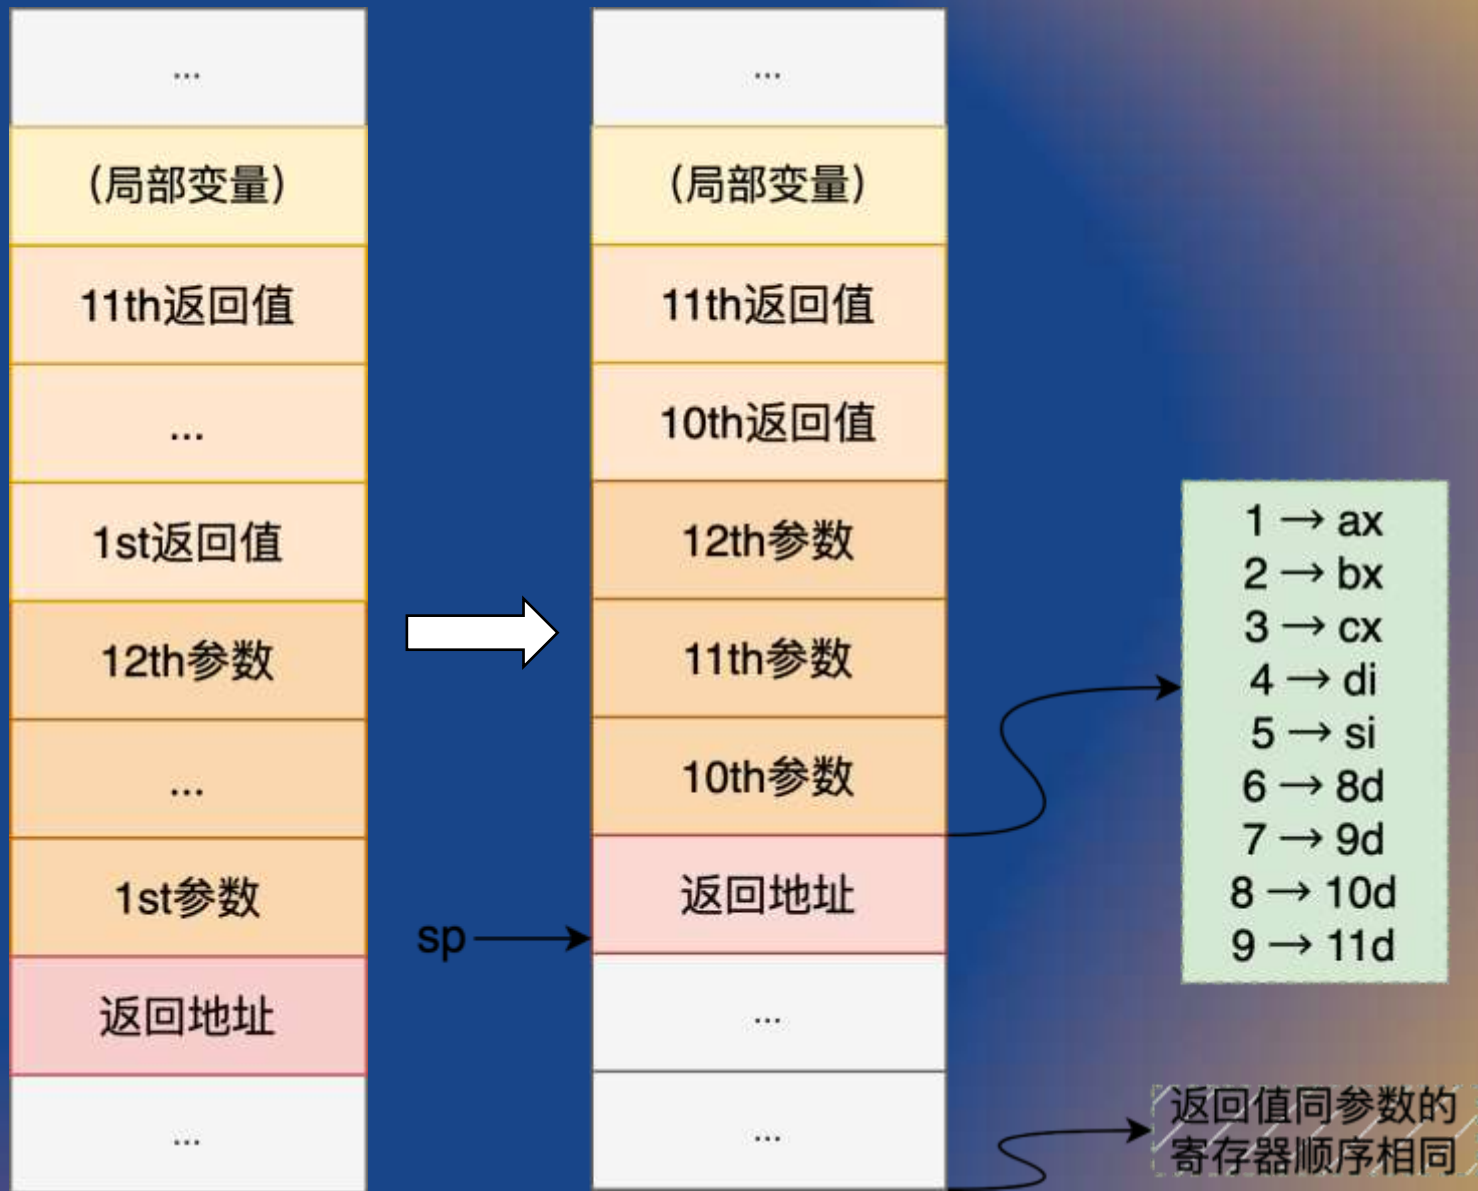 ...
(局部变量)
11th返回值
...
1st返回值
12th参数
...
1st参数
返回地址
...
sp
...
(局部变量)
11th返回值
10th返回值
12th参数
11th参数
10th参数
返回地址
...
...
1 → ax
2 → bx
3 → cx
4 → di
5 → si
6 → 8d
7 → 9d
8 → 10d
9 → 11d
返回值同参数的
寄存器顺序相同